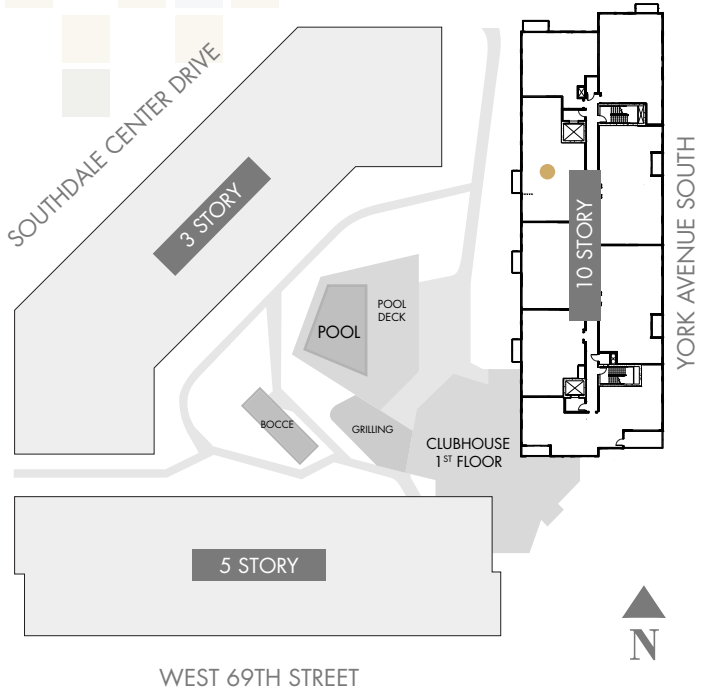 SOUTHDALE CENTER DRIVE
3 STORY
10 STORY
YORK AVENUE SOUTH
POOL
DECK
POOL
BOCCE
GRILLING
CLUBHOUSE
1ST FLOOR
5 STORY
N
WEST 69TH STREET